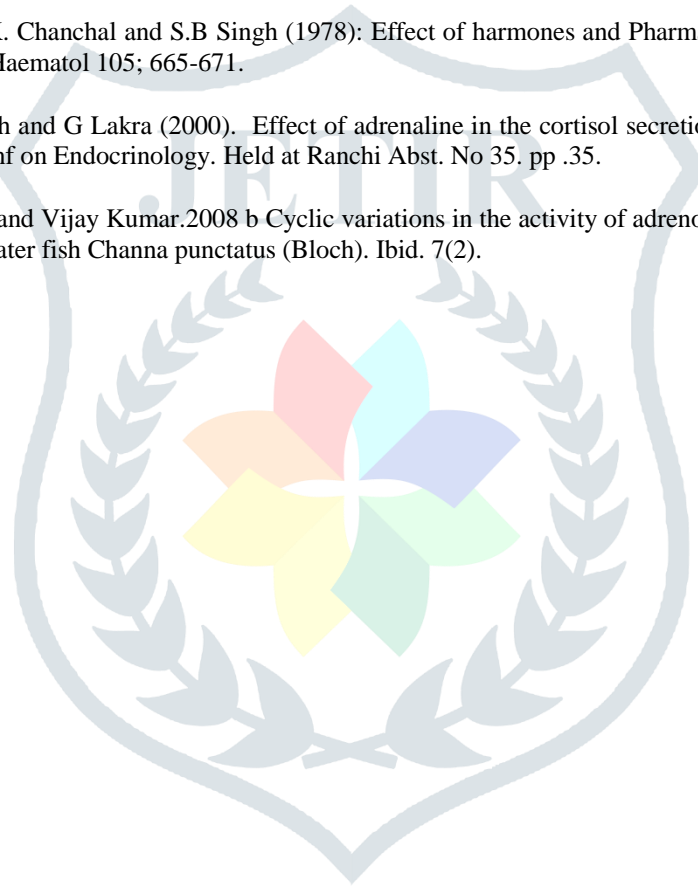 K. Chanchal and S.B Singh (1978): Effect of harmones and Pharm
Haematol 105; 665-671.
h and G Lakra (2000). Effect of adrenaline in the cortisol secretio
nf on Endocrinology. Held at Ranchi Abst. No 35. pp .35.
and Vijay Kumar.2008 b Cyclic variations in the activity of adreno
ater fish Channa punctatus (Bloch). Ibid. 7(2).
JETIR